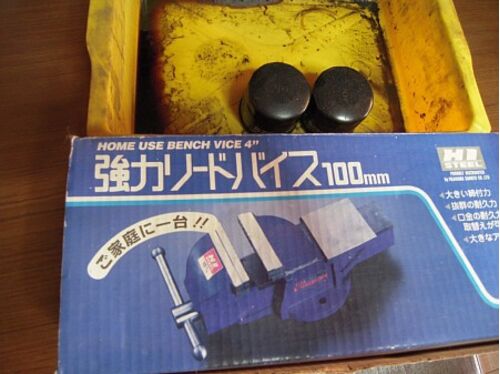 HOME USE BENCH VICE 4"
強力リードバイス100mm
HI
STEEL
ご家庭に一台!!
大きい締付力
抜群の耐久力
口金の耐久力
取替えが
大きなア